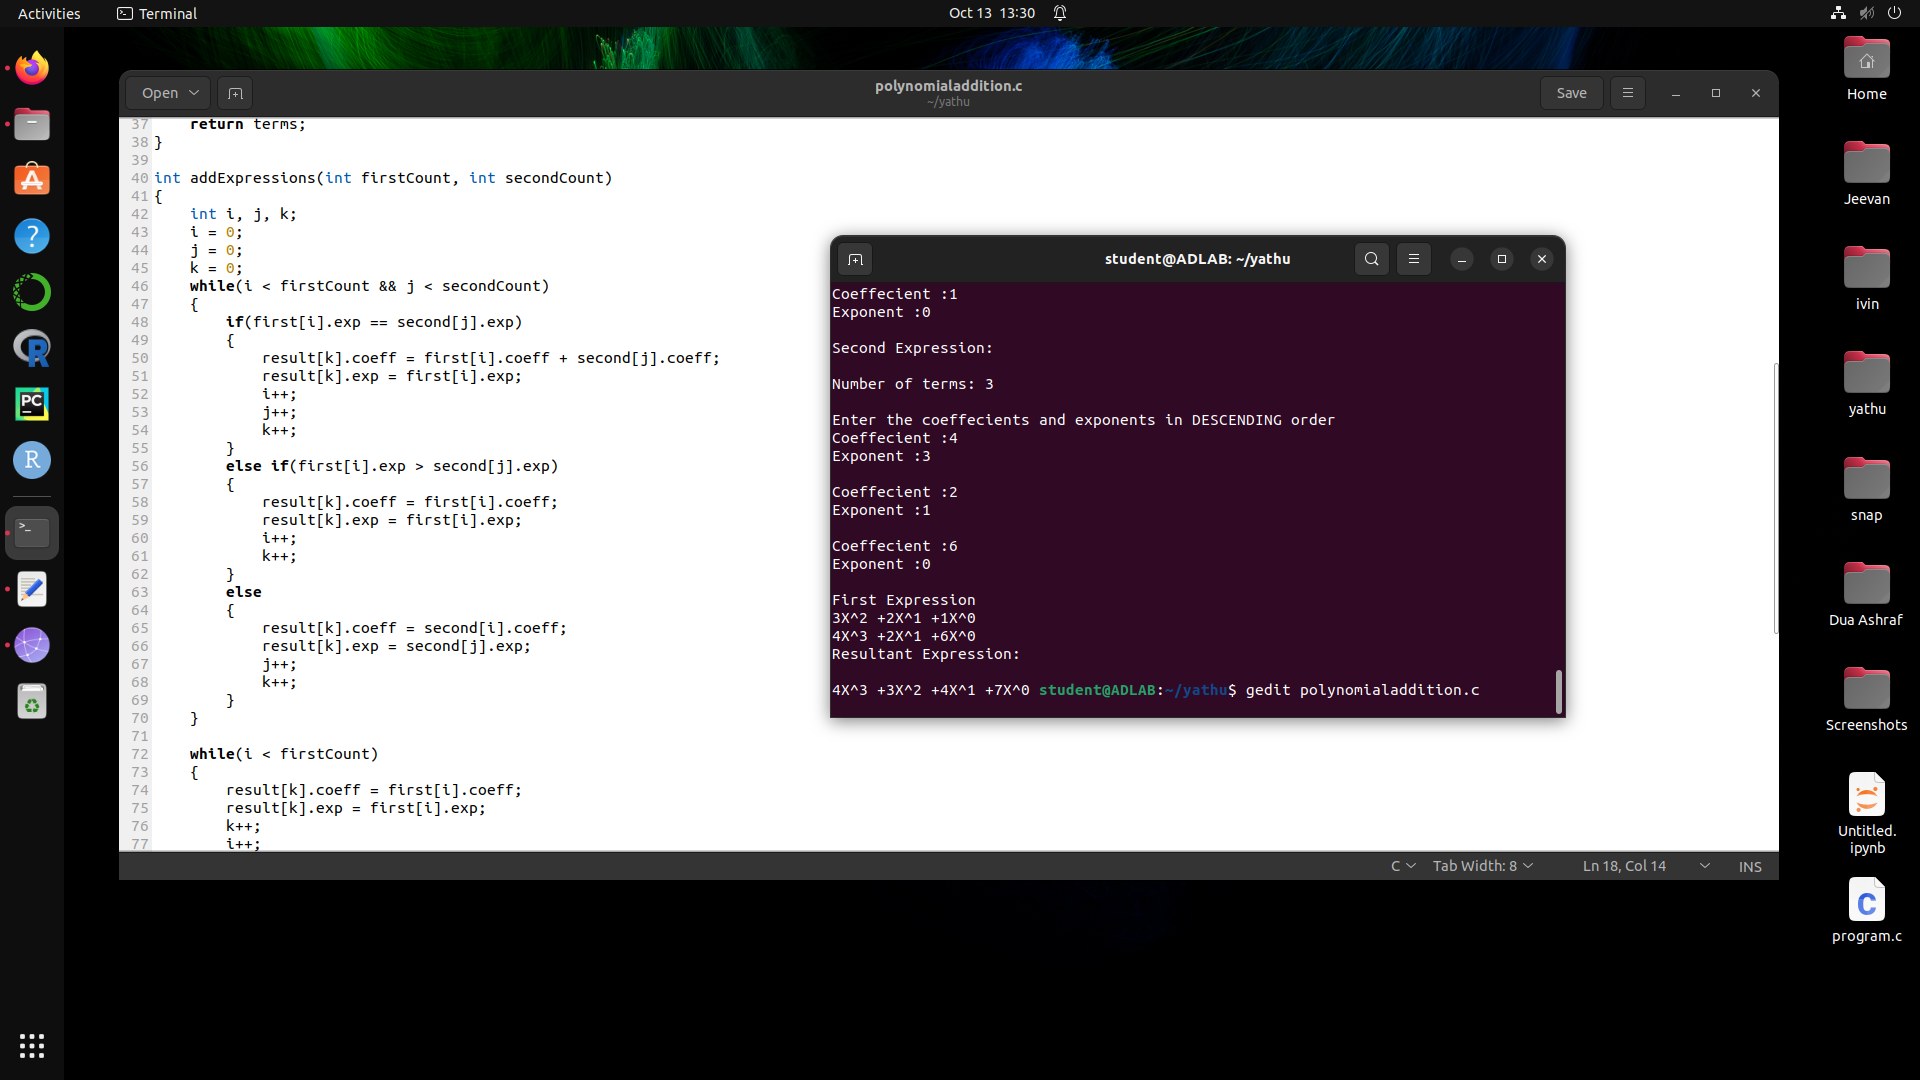 Activities
Terminal
Oct 13 13:30
Open
polynomialaddition.c
~/yathu
Save
37 return terms;
38 }
39
40 int addExpressions(int firstCount, int secondCount)
41 {
42 int i, j, k;
43 i = 0;
44 j = 0;
45 k = 0;
46 while(i < firstCount && j < secondCount)
47 {
48 if(first[i].exp == second[j].exp)
49 {
50 result[k].coeff = first[i].coeff + second[j].coeff;
51 result[k].exp = first[i].exp;
52 i++;
53 j++;
54 k++;
55 }
56 else if(first[i].exp > second[j].exp)
57 {
58 result[k].coeff = first[i].coeff;
59 result[k].exp = first[i].exp;
60 i++;
61 k++;
62 }
63 else
64 {
65 result[k].coeff = second[i].coeff;
66 result[k].exp = second[j].exp;
67 j++;
68 k++;
69 }
70 }
71
72 while(i < firstCount)
73 {
74 result[k].coeff = first[i].coeff;
75 result[k].exp = first[i].exp;
76 k++;
77 i++;
C
Tab Width: 8
Ln 18, Col 14
INS
student@ADLAB: ~/yathu
Coeffecient :1
Exponent :0
Second Expression:
Number of terms: 3
Enter the coeffecients and exponents in DESCENDING order
Coeffecient :4
Exponent :3
Coeffecient :2
Exponent :1
Coeffecient :6
Exponent :0
First Expression
3X^2 +2X^1 +1X^0
4X^3 +2X^1 +6X^0
Resultant Expression:
4X^3 +3X^2 +4X^1 +7X^0 student@ADLAB:~/yathu$ gedit polynomialaddition.c
Home
Jeevan
ivin
yathu
snap
Dua Ashraf
Screenshots
Untitled.
ipynb
C
program.c
A
?
R
PC
R
>_